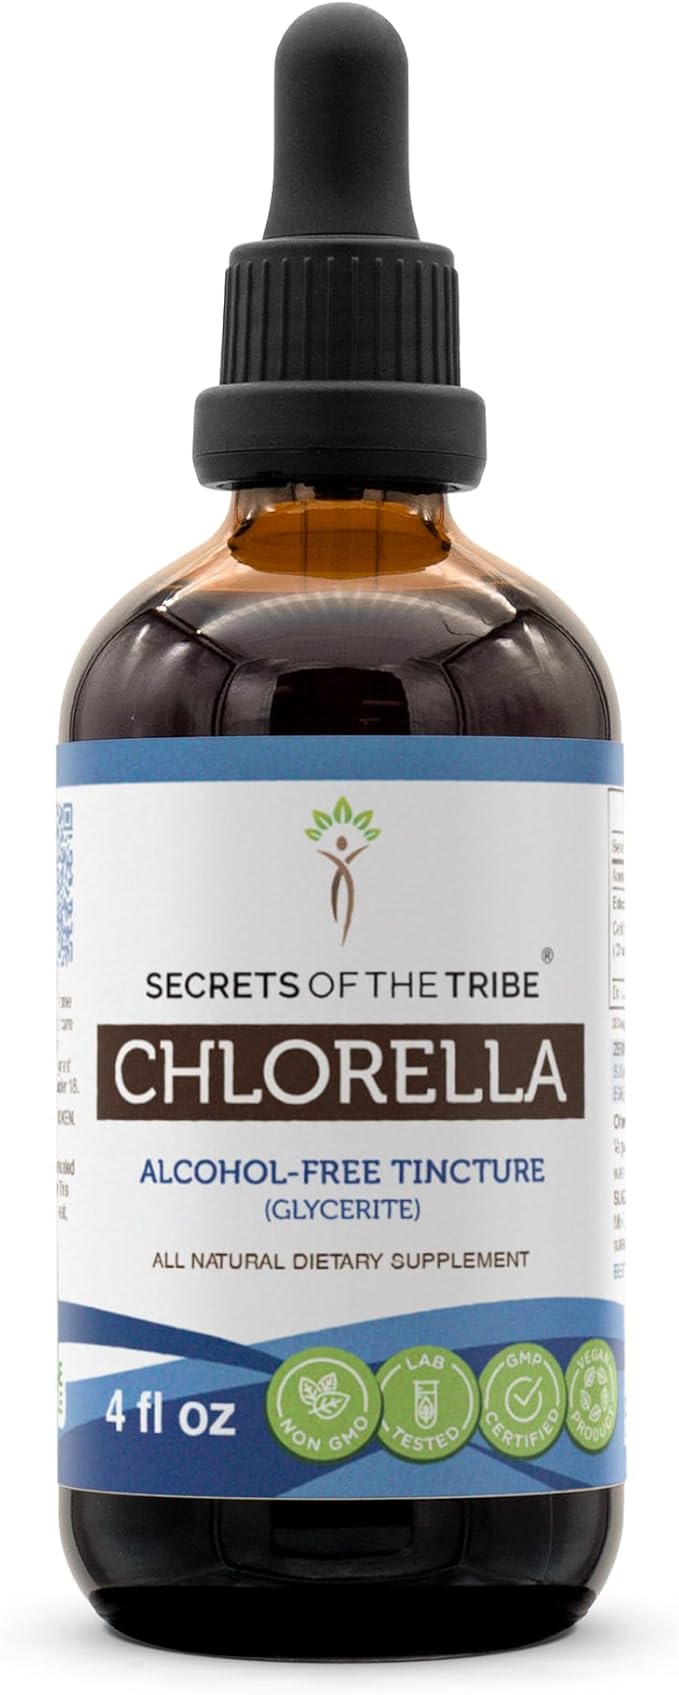 SECRETS OF THE TRIBE®
CHLORELLA
ALCOHOL-FREE TINCTURE
(GLYCERITE)
ALL NATURAL DIETARY SUPPLEMENT
4 fl oz
NON GMO
LAB TESTED
GMP CERTIFIED
VEGAN PRODUCT